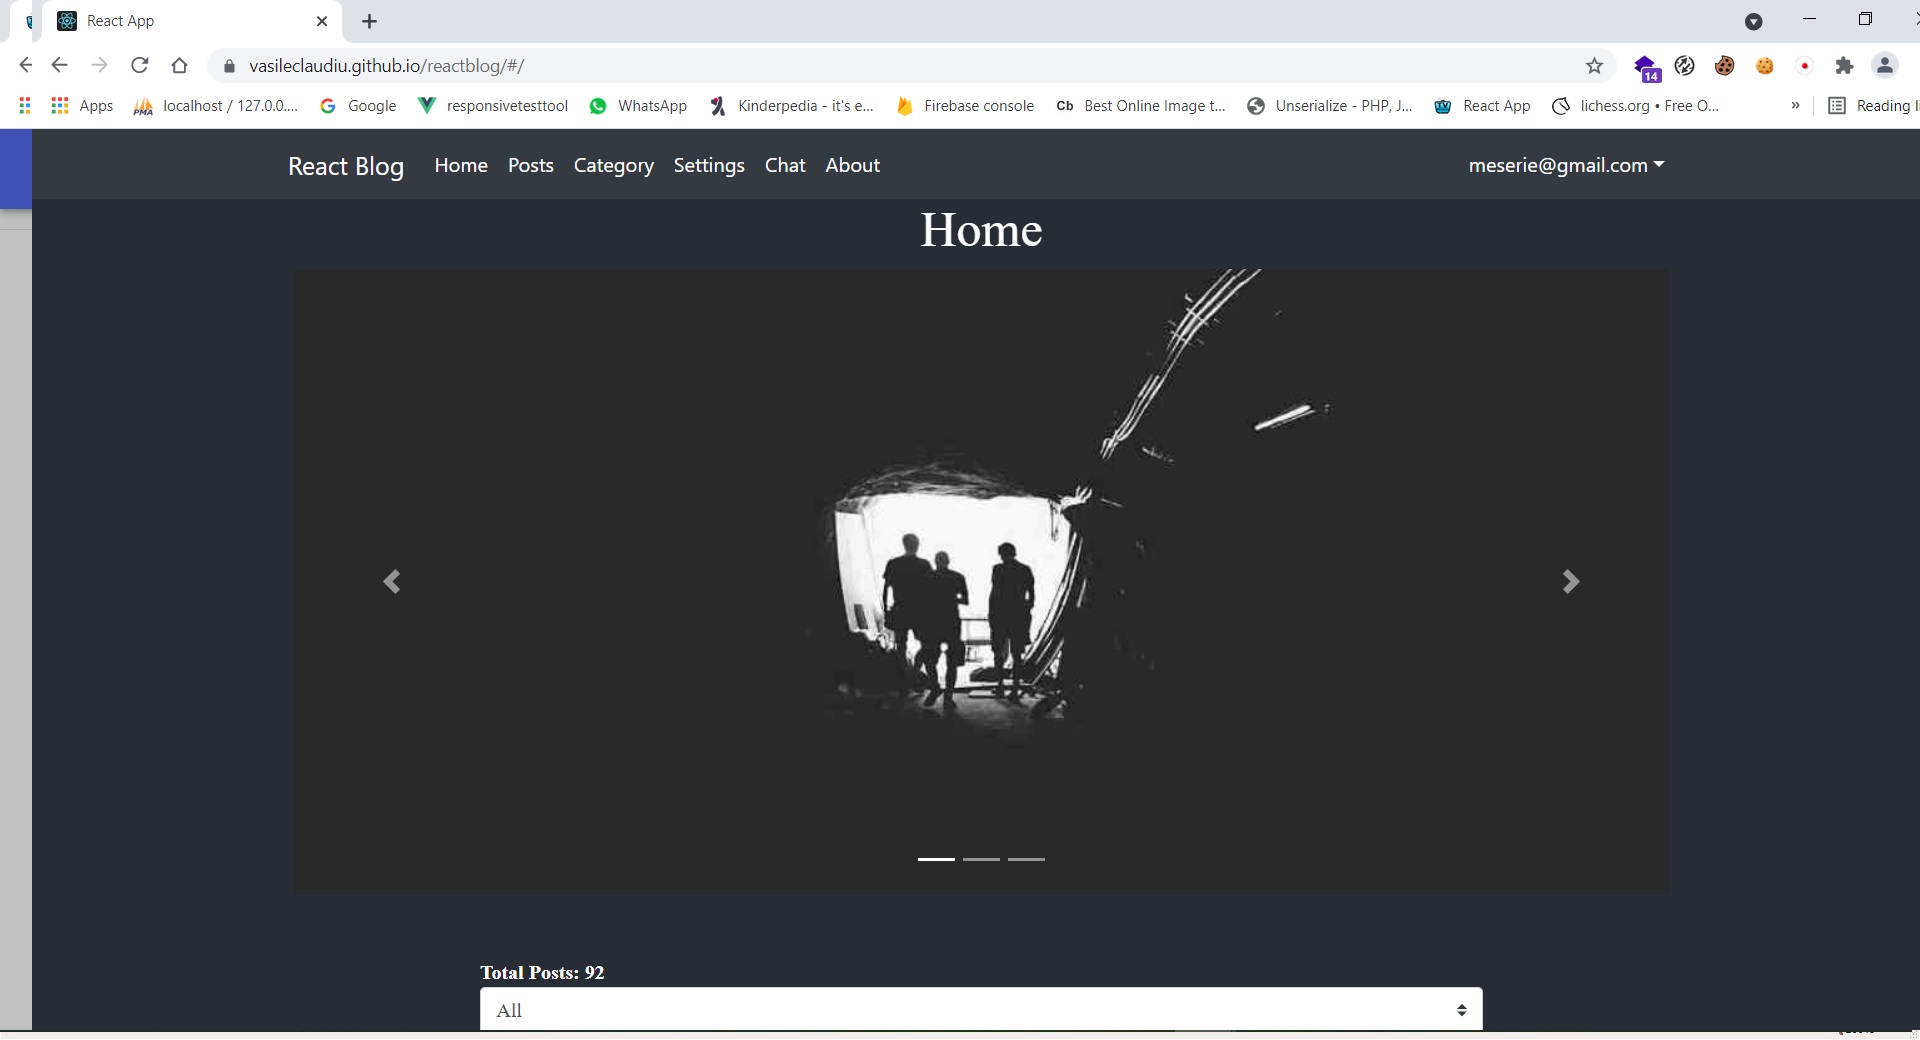 React App
vasileclaudiu.github.io/reactblog/#/
14
Apps localhost / 127.0.0.... Google responsivetesttool WhatsApp Kinderpedia - it's e... Firebase console Cb Best Online Image t... Unserialize - PHP, J... React App lichess.org • Free O... » Reading li
PMA
React Blog Home Posts Category Settings Chat About meserie@gmail.com
Home
Total Posts: 92
All